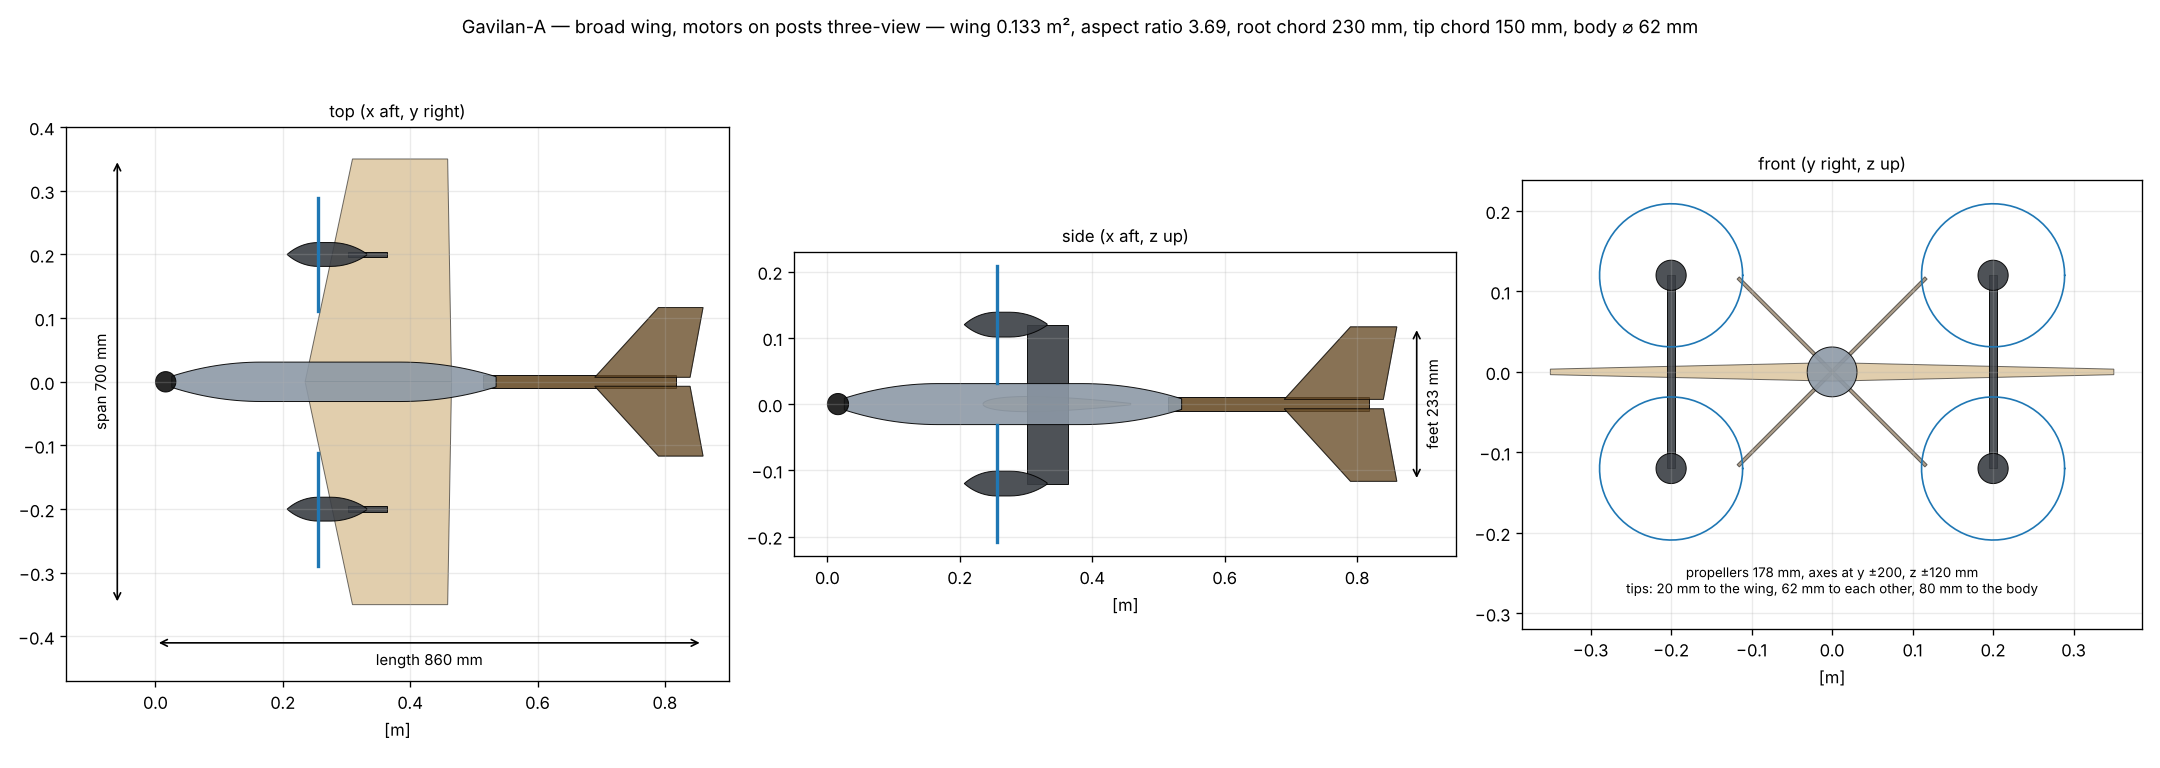 Gavilan-A — broad wing, motors on posts three-view — wing 0.133 m², aspect ratio 3.69, root chord 230 mm, tip chord 150 mm, body ⌀ 62 mm
top (x aft, y right)
0.4
0.3
0.2
0.1
0.0
−0.1
−0.2
−0.3
−0.4
span 700 mm
length 860 mm
0.0 0.2 0.4 0.6 0.8
[m]
side (x aft, z up)
0.2
0.1
0.0
−0.1
−0.2
feet 233 mm
0.0 0.2 0.4 0.6 0.8
[m]
front (y right, z up)
0.2
0.1
0.0
−0.1
−0.2
−0.3
propellers 178 mm, axes at y ±200, z ±120 mm
tips: 20 mm to the wing, 62 mm to each other, 80 mm to the body
−0.3 −0.2 −0.1 0.0 0.1 0.2 0.3
[m]